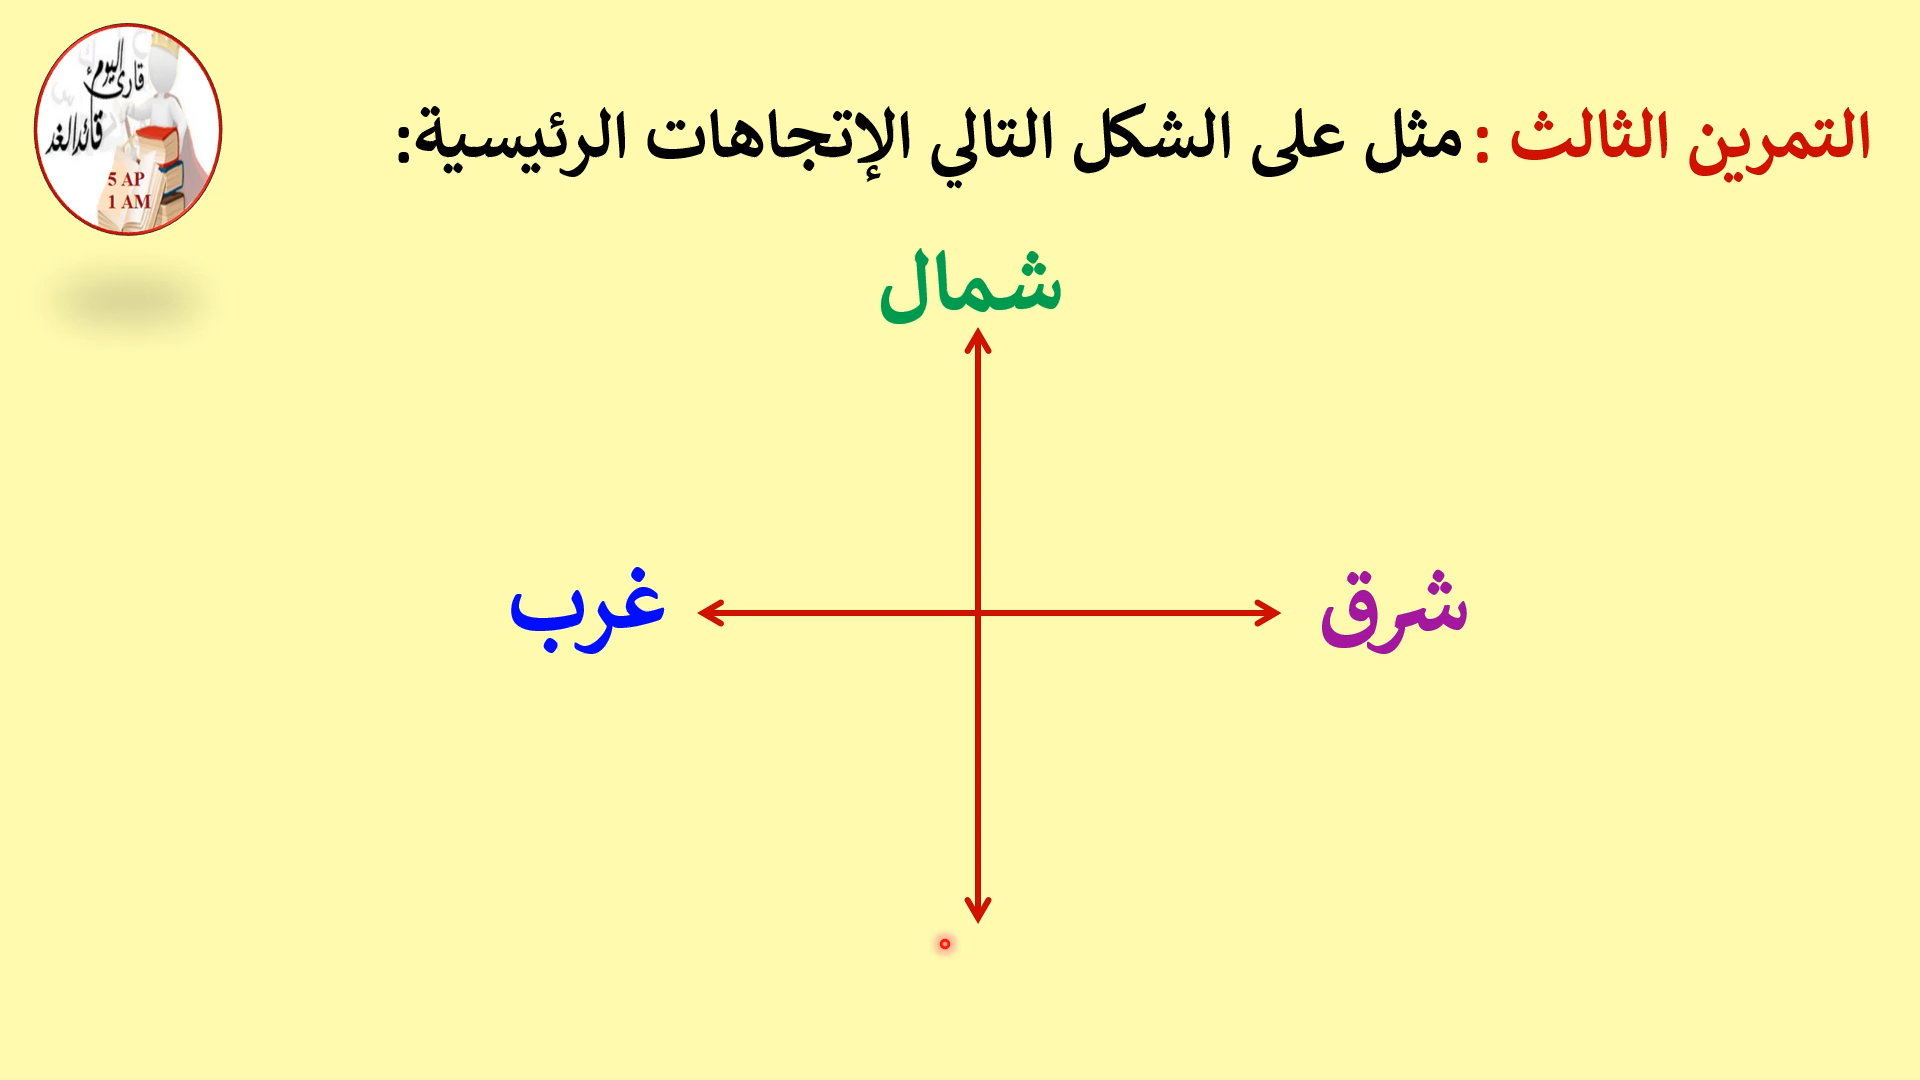 التمرين الثالث : مثل على الشكل التالي الإتجاهات الرئيسية:
قارئ اليوم
قائد الغد
5 AP
1 AM
شمال
شرق
غرب